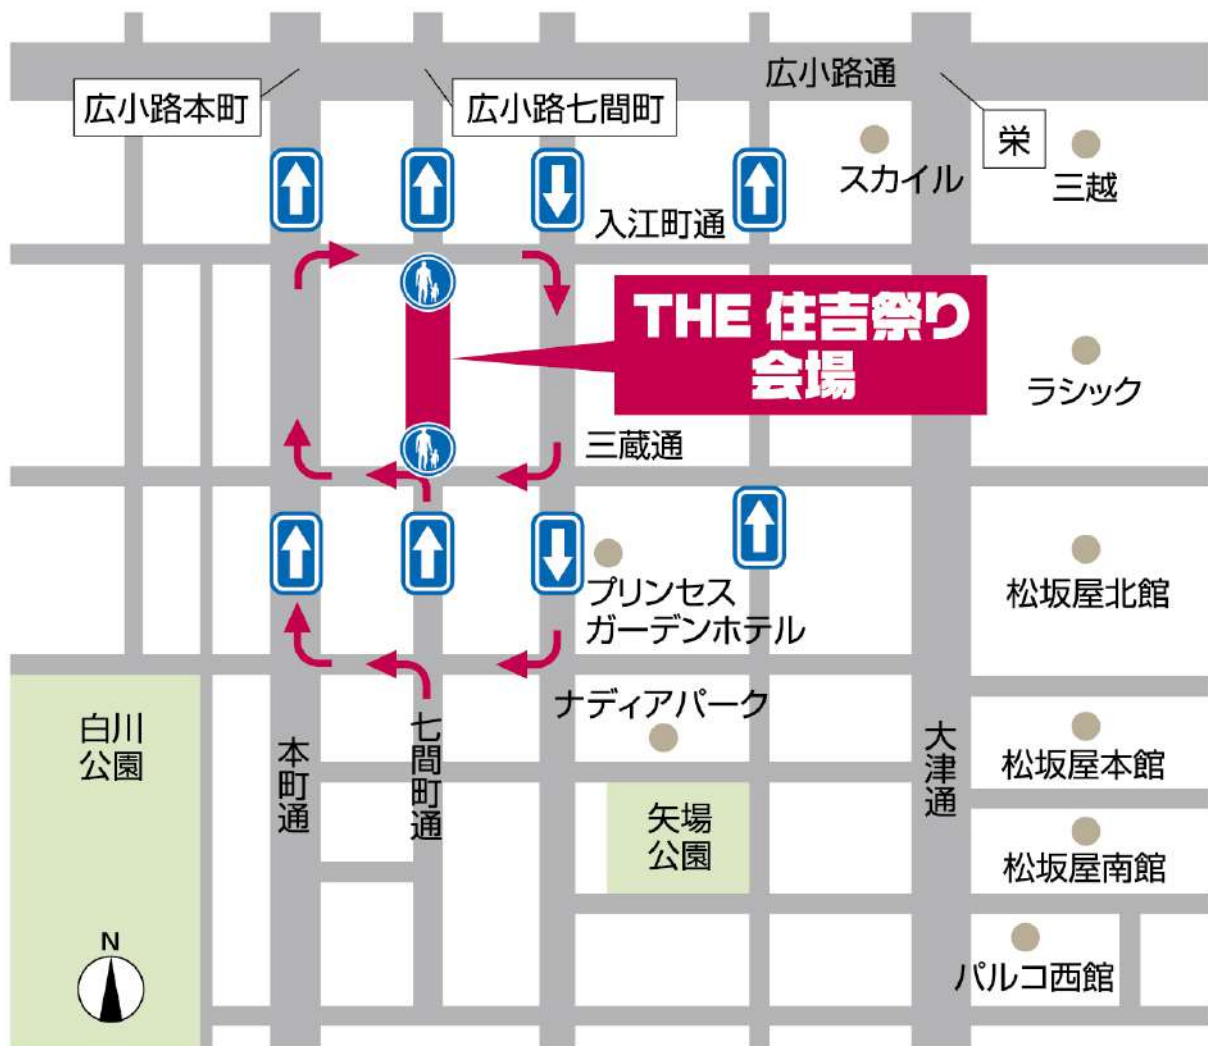 広小路通
広小路本町
広小路七間町
栄
スカイル
三越
入江町通
THE 住吉祭り
会場
ラシック
三蔵通
プリンセス
ガーデンホテル
松坂屋北館
ナディアパーク
白川
公園
本町通
七間町通
大津通
松坂屋本館
矢場
公園
松坂屋南館
N
パルコ西館